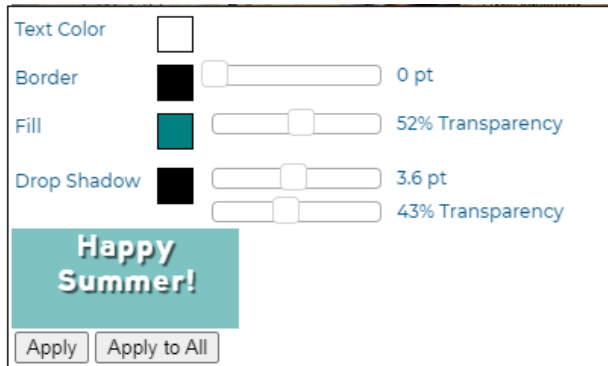 Text Color
Border 0 pt
Fill 52% Transparency
Drop Shadow 3.6 pt
43% Transparency
Happy
Summer!
Apply Apply to All